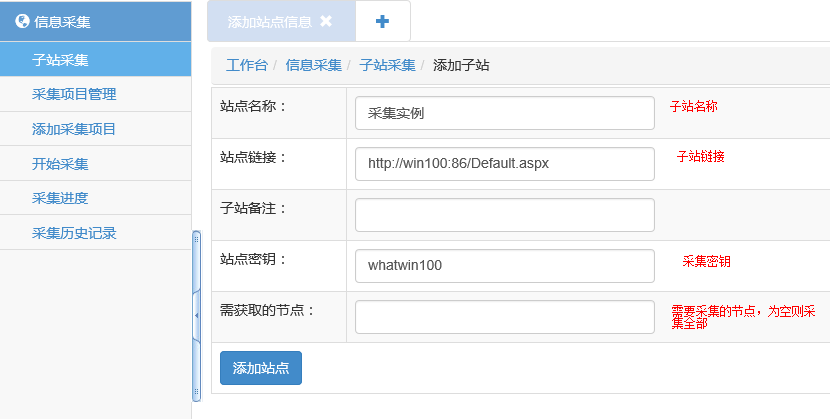 信息采集
子站采集
采集项目管理
添加采集项目
开始采集
采集进度
采集历史记录
添加站点信息
工作台 / 信息采集 / 子站采集 / 添加子站
站点名称： 采集实例 子站名称
站点链接： http://win100:86/Default.aspx 子站链接
子站备注：
站点密钥： whatwin100 采集密钥
需获取的节点： 需要采集的节点，为空则采
集全部
添加站点